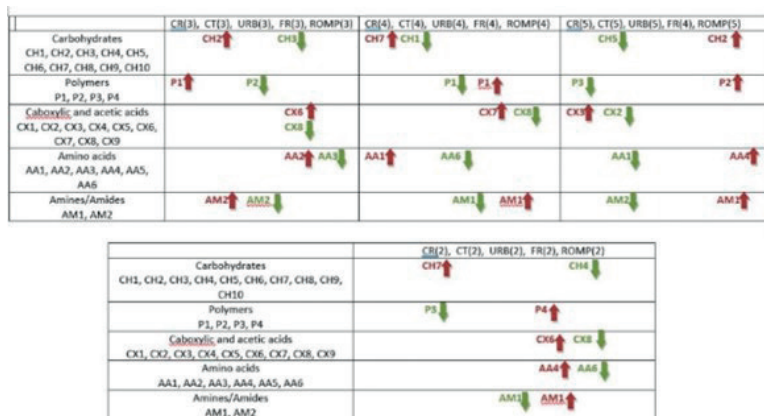 CR(3), CT(3), URB(3), FR(3), ROMP(3) CR(4), CT(4), URB(4), FR(4), ROMP(4) CR(5), CT(5), URB(5), FR(4), ROMP(5)
Carbohydrates CH2 CH3 CH7 CH1 CH5 CH2
CH1, CH2, CH3, CH4, CH5,
CH6, CH7, CH8, CH9, CH10
Polymers P1 P2 P1 P1 P3 P2
P1, P2, P3, P4
Caboxylic and acetic acids CX6 CX7 CX8 CX9 CX2
CX1, CX2, CX3, CX4, CX5, CX6, CX8
CX7, CX8, CX9
Amino acids AA2 AA3 AA1 AA6 AA1 AA4
AA1, AA2, AA3, AA4, AA5,
AA6
Amines/Amides AM2 AM2 AM1 AM1 AM2 AM1
AM1, AM2
CR(2), CT(2), URB(2), FR(2), ROMP(2)
Carbohydrates CH7 CH4
CH1, CH2, CH3, CH4, CH5, CH6, CH7, CH8, CH9,
CH10
Polymers P3 P4
P1, P2, P3, P4
Caboxylic and acetic acids CX6 CX8
CX1, CX2, CX3, CX4, CX5, CX6, CX7, CX8, CX9
Amino acids AA4 AA6
AA1, AA2, AA3, AA4, AA5, AA6
Amines/Amides AM1 AM1
AM1, AM2